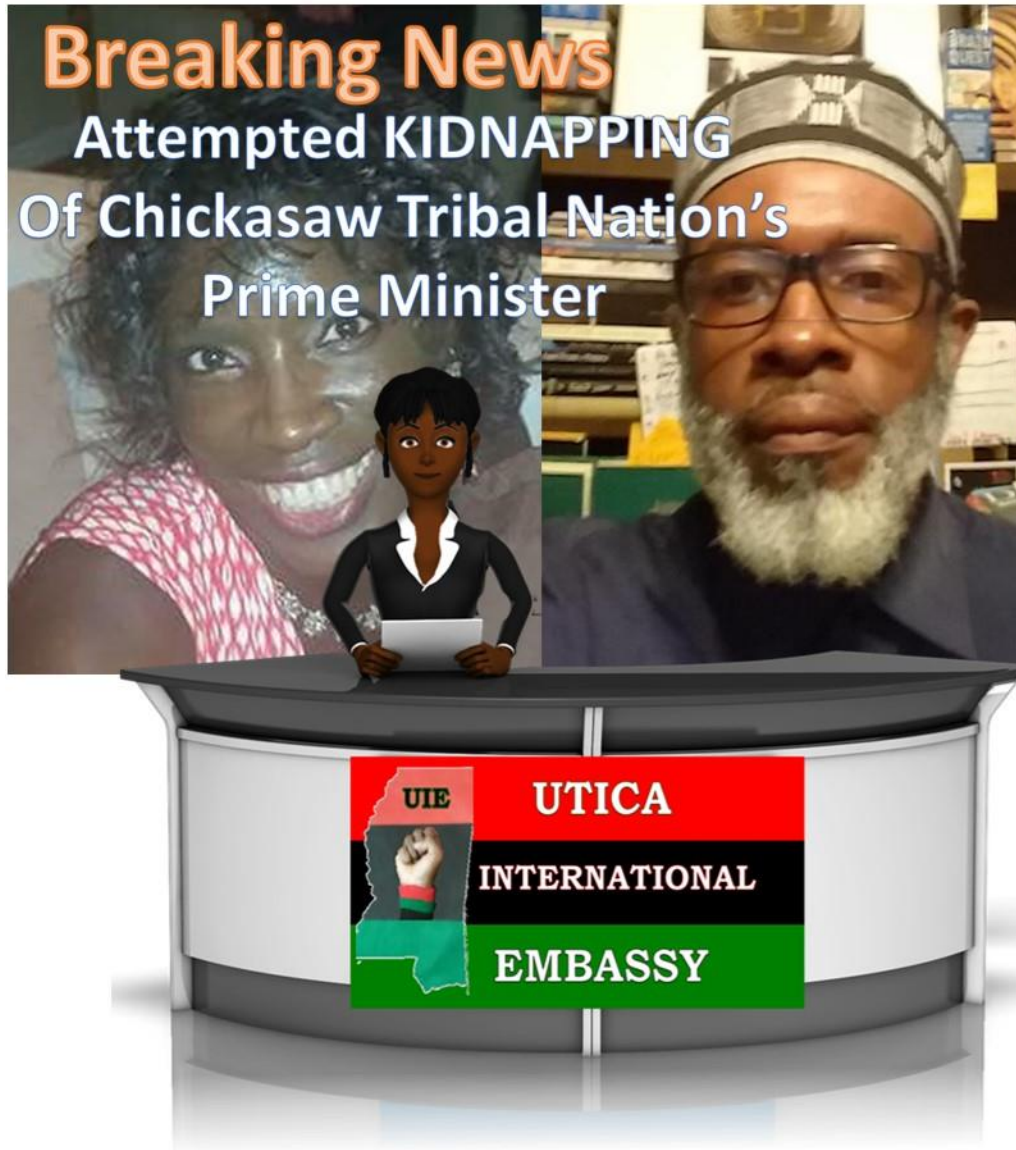 Breaking News
Attempted KIDNAPPING
Of Chickasaw Tribal Nation's
Prime Minister
UIE
UTICA
INTERNATIONAL
EMBASSY